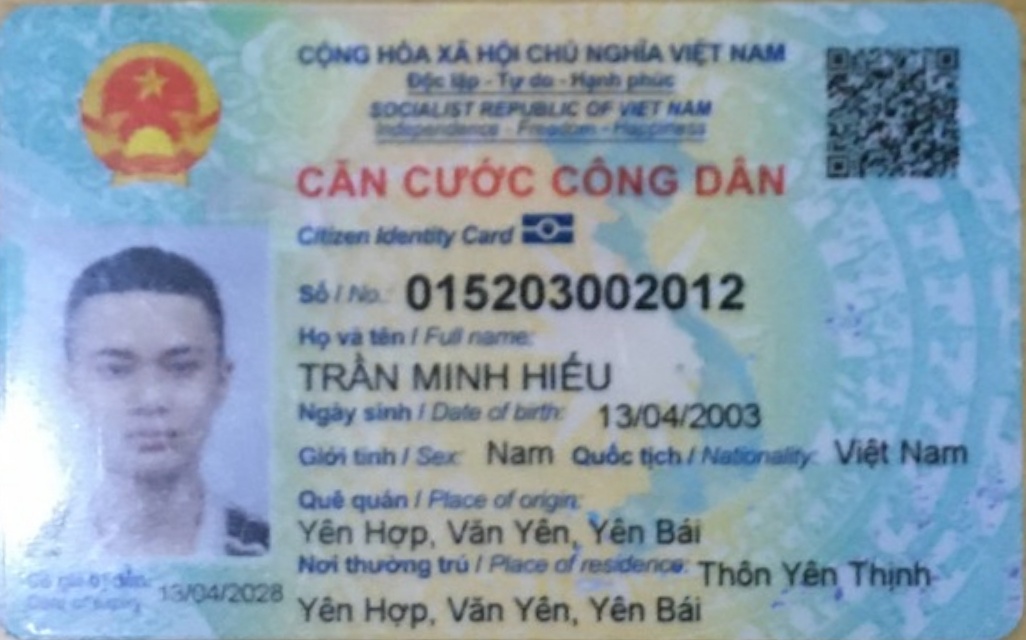 CỘNG HÒA XÃ HỘI CHỦ NGHĨA VIỆT NAM
Độc lập - Tự do - Hạnh phúc
SOCIALIST REPUBLIC OF VIET NAM
Independence - Freedom - Happiness
CĂN CƯỚC CÔNG DÂN
Citizen Identity Card
Số / No.: 015203002012
Họ và tên / Full name:
TRẦN MINH HIẾU
Ngày sinh / Date of birth: 13/04/2003
Giới tính / Sex: Nam Quốc tịch / Nationality: Việt Nam
Quê quán / Place of origin:
Yên Hợp, Văn Yên, Yên Bái
Nơi thường trú / Place of residence: Thôn Yên Thịnh
Yên Hợp, Văn Yên, Yên Bái
Có giá trị đến: 13/04/2028
Date of expiry